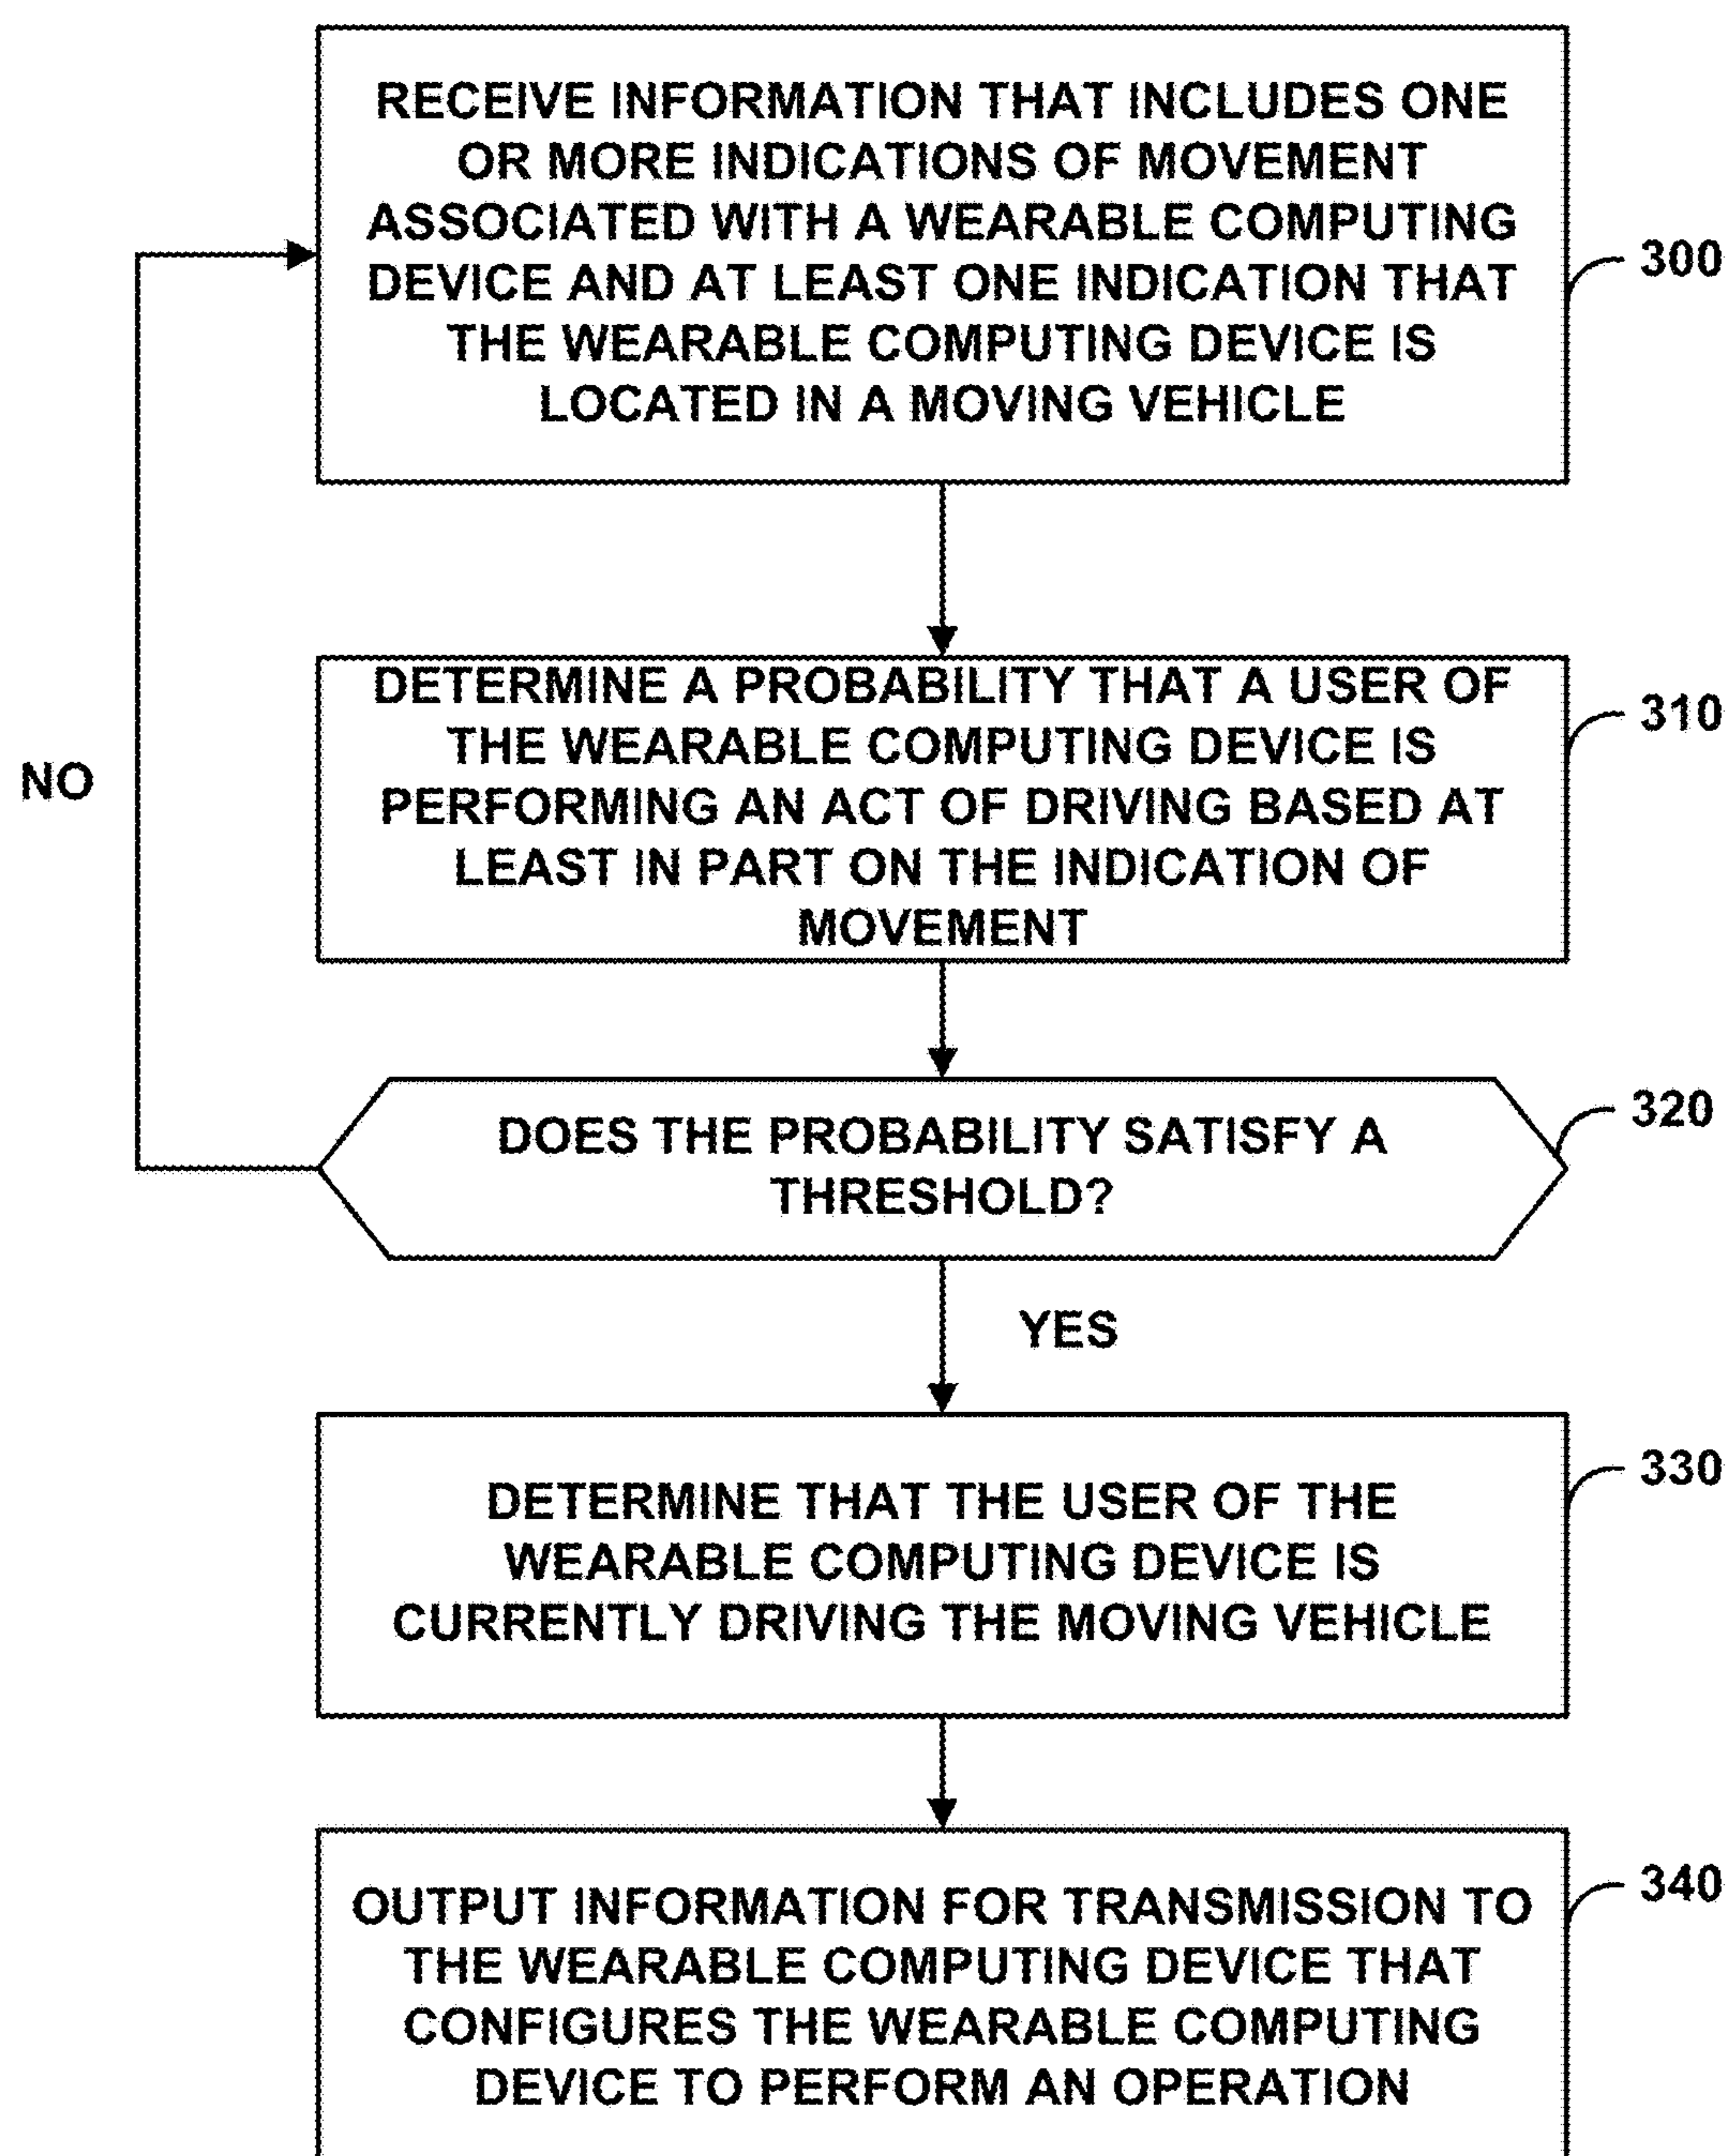 RECEIVE INFORMATION THAT INCLUDES ONE
OR MORE INDICATIONS OF MOVEMENT
ASSOCIATED WITH A WEARABLE COMPUTING
DEVICE AND AT LEAST ONE INDICATION THAT
THE WEARABLE COMPUTING DEVICE IS
LOCATED IN A MOVING VEHICLE
300
DETERMINE A PROBABILITY THAT A USER OF
THE WEARABLE COMPUTING DEVICE IS
PERFORMING AN ACT OF DRIVING BASED AT
LEAST IN PART ON THE INDICATION OF
MOVEMENT
310
NO
DOES THE PROBABILITY SATISFY A
THRESHOLD?
320
YES
DETERMINE THAT THE USER OF THE
WEARABLE COMPUTING DEVICE IS
CURRENTLY DRIVING THE MOVING VEHICLE
330
OUTPUT INFORMATION FOR TRANSMISSION TO
THE WEARABLE COMPUTING DEVICE THAT
CONFIGURES THE WEARABLE COMPUTING
DEVICE TO PERFORM AN OPERATION
340